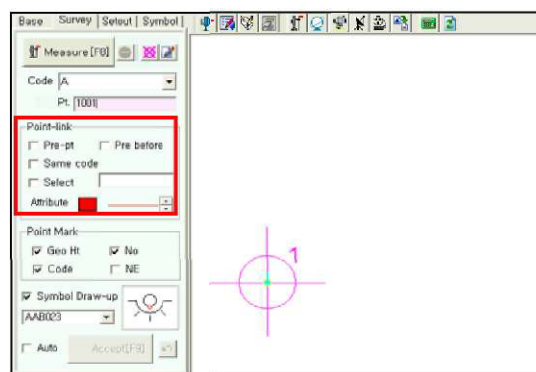 Base Survey Setout Symbol
Measure [F8]
Code A
Pt. 1001
Point-link
Pre-pt Pre before
Same code
Select
Attribute
Point Mark
Geo Ht No
Code NE
Symbol Draw-up
AAB023
Auto Accept[F9]
1